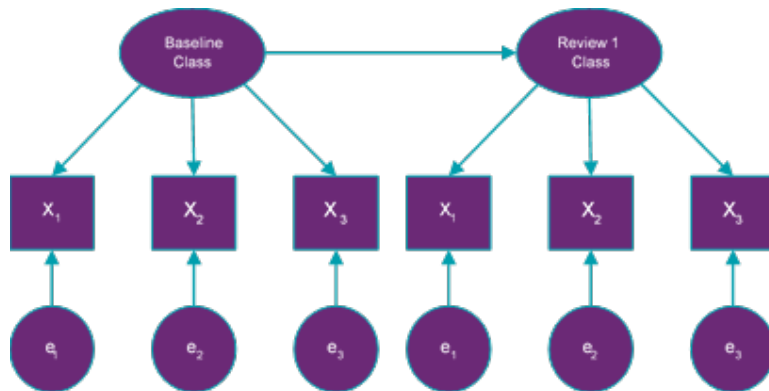 Baseline
Class
Review 1
Class
X₁
X₂
X₃
X₁
X₂
X₃
e₁
e₂
e₃
e₁
e₂
e₃